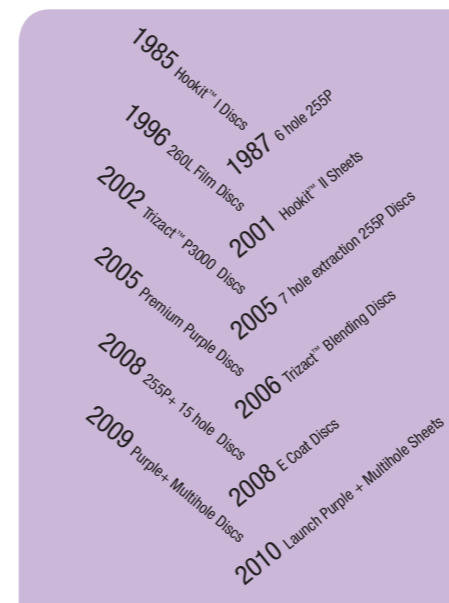 1985 Hookit™ I Discs
1987 6 hole 255P
1996 260L Film Discs
2001 Hookit™ II Sheets
2002 Trizact™ P3000 Discs
2005 7 hole extraction 255P Discs
2005 Premium Purple Discs
2006 Trizact™ Blending Discs
2008 255P+ 15 hole Discs
2008 E Coat Discs
2009 Purple+ Multihole Discs
2010 Launch Purple + Multihole Sheets